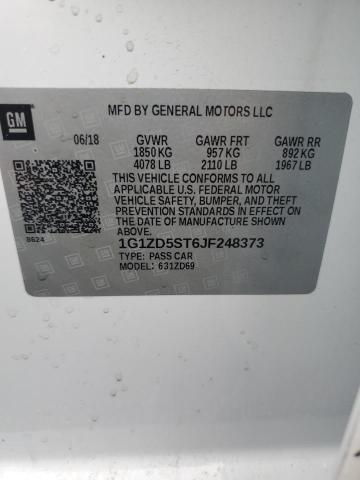 GM
MFD BY GENERAL MOTORS LLC
06/18 GVWR GAWR FRT GAWR RR
1850 KG 957 KG 892 KG
4078 LB 2110 LB 1967 LB
THIS VEHICLE CONFORMS TO ALL
APPLICABLE U.S. FEDERAL MOTOR
VEHICLE SAFETY, BUMPER, AND THEFT
PREVENTION STANDARDS IN EFFECT ON
THE DATE OF MANUFACTURE SHOWN
ABOVE.
8624
1G1ZD5ST6JF248373
TYPE: PASS CAR
MODEL: 631ZD69